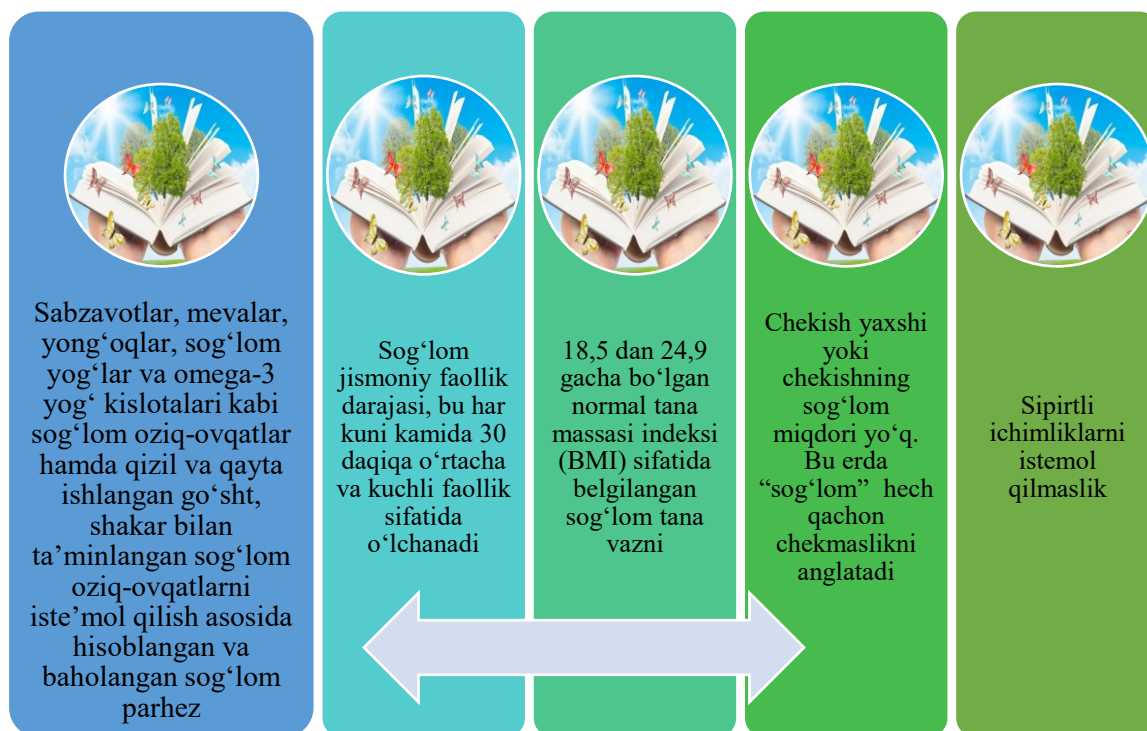 Sabzavotlar, mevalar,
yong‘oqlar, sog‘lom
yog‘lar va omega-3
yog‘ kislotalari kabi
sog‘lom oziq-ovqatlar
hamda qizil va qayta
ishlangan go‘sht,
shakar bilan
ta’minlangan sog‘lom
oziq-ovqatlarni
iste’mol qilish asosida
hisoblangan va
baholangan sog‘lom
parhez
Sog‘lom
jismoniy faollik
darajasi, bu har
kuni kamida 30
daqiqa o‘rtacha
va kuchli faollik
sifatida
o‘lchanadi
18,5 dan 24,9
gacha bo‘lgan
normal tana
massasi indeksi
(BMI) sifatida
belgilangan
sog‘lom tana
vazni
Chekish yaxshi
yoki
chekishning
sog‘lom
miqdori yo‘q.
Bu erda
“sog‘lom” hech
qachon
chekmaslikni
anglatadi
Sipirtli
ichimliklarni
istemol
qilmaslik